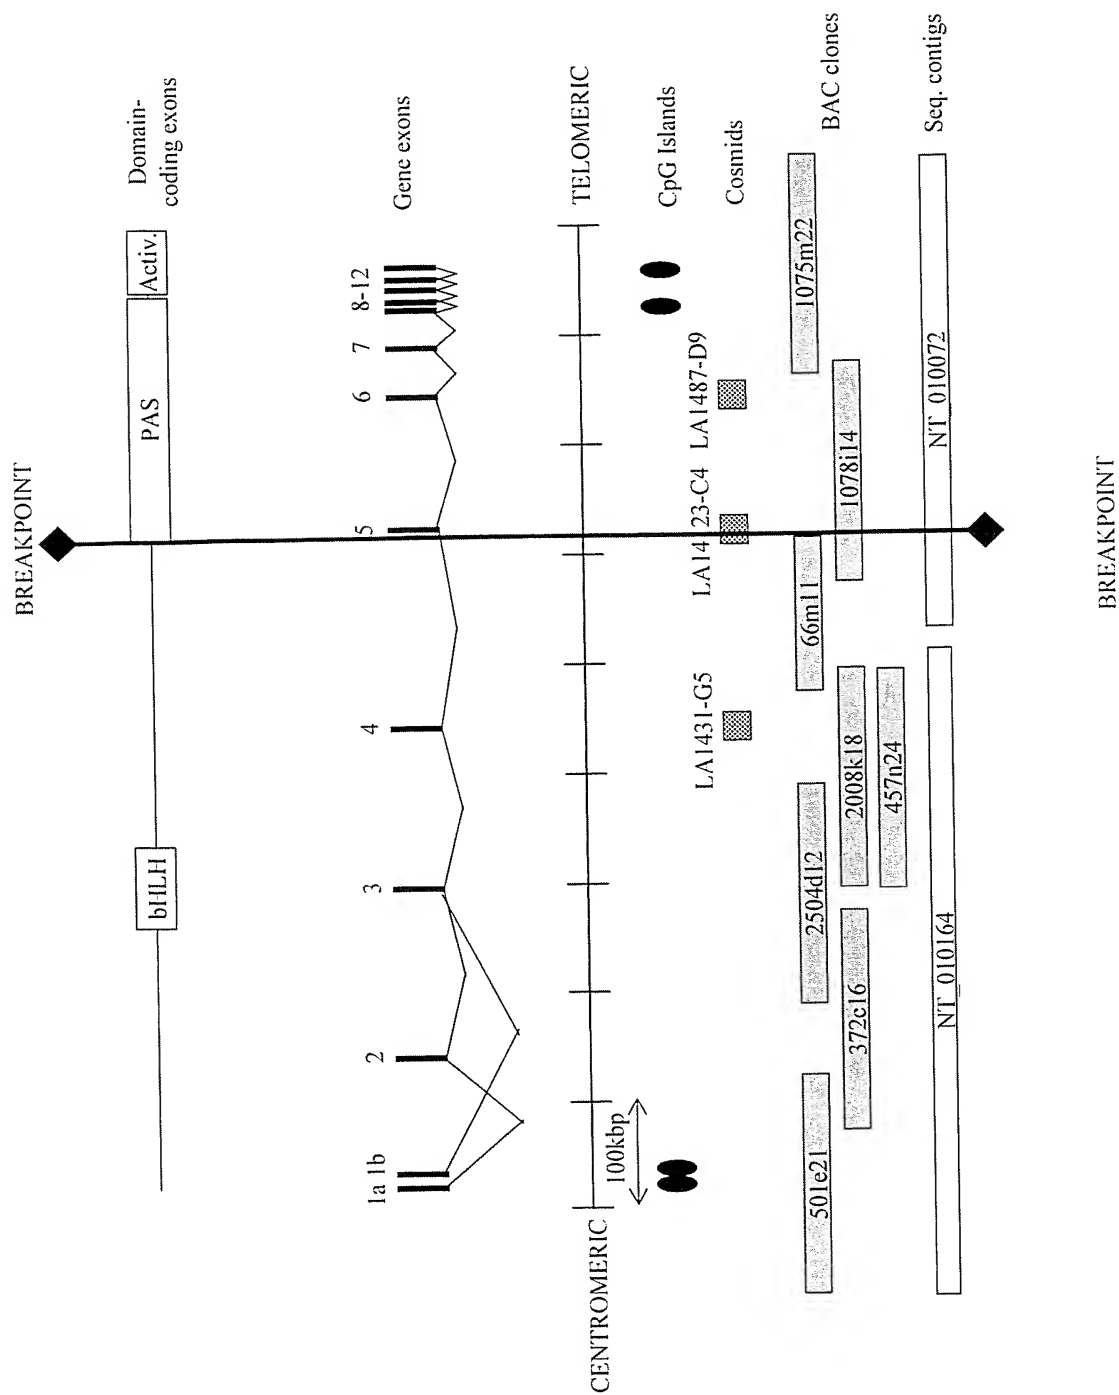 BREAKPOINT
Domain-
coding exons
bHLH
PAS
Activ.
Gene exons
1a 1b
2
3
4
5
6
7
8-12
CENTROMERIC
TELOMERIC
100kbp
CpG Islands
Cosmids
LA1431-G5
LA14 23-C4
LA1487-D9
BAC clones
501e21
2504d12
66m11
1075m22
372c16
2008k18
1078i14
457n24
Seq. contigs
NT_010164
NT_010072
BREAKPOINT